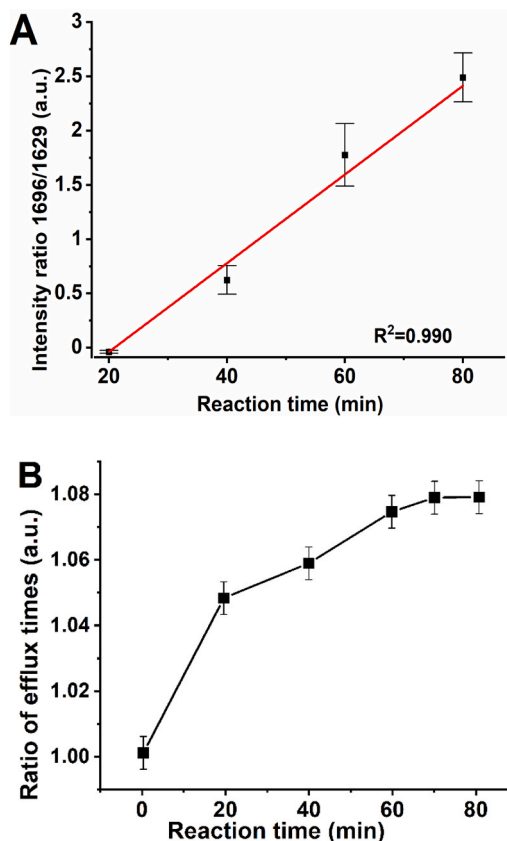 A
3
2.5
2
1.5
1
0.5
0
Intensity ratio 1696/1629 (a.u.)
R²=0.990
20 40 60 80
Reaction time (min)
B
1.08
1.06
1.04
1.02
1.00
Ratio of efflux times (a.u.)
0 20 40 60 80
Reaction time (min)